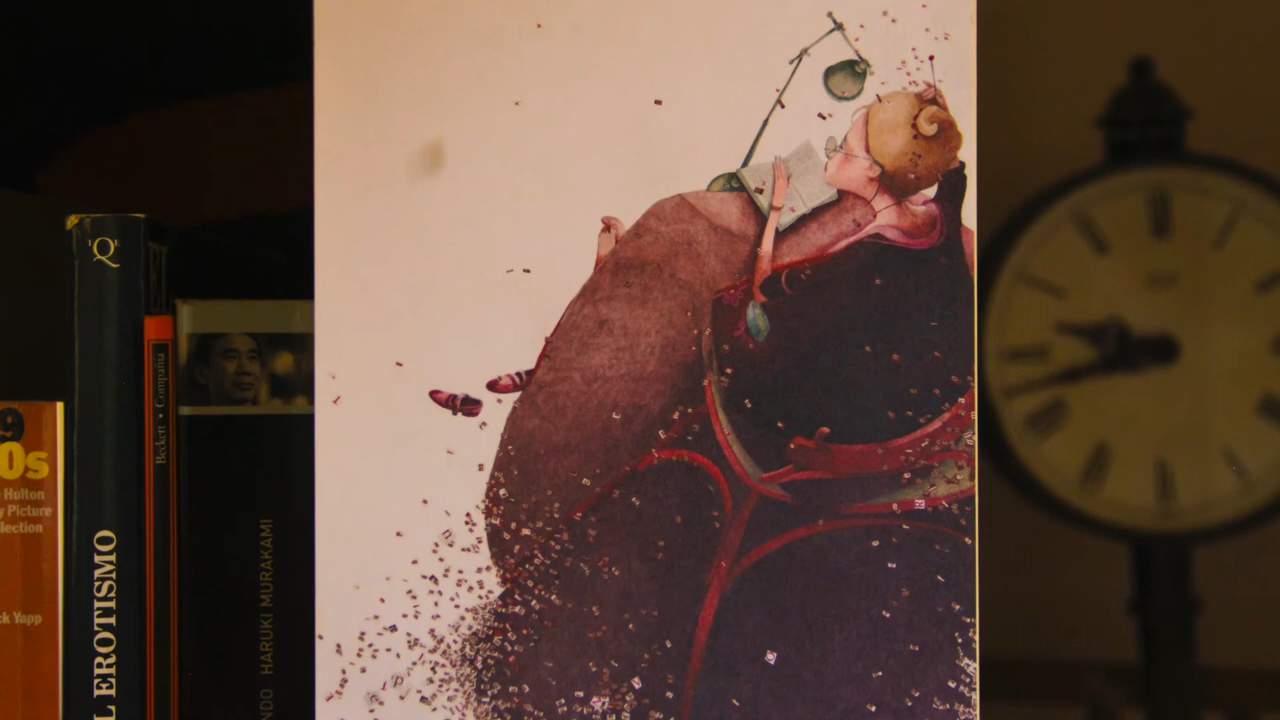 9
0s
Hulton
Picture
lection
ck Yapp
'Q'
L EROTISMO
Beckett • Compañía
NDO HARUKI MURAKAMI